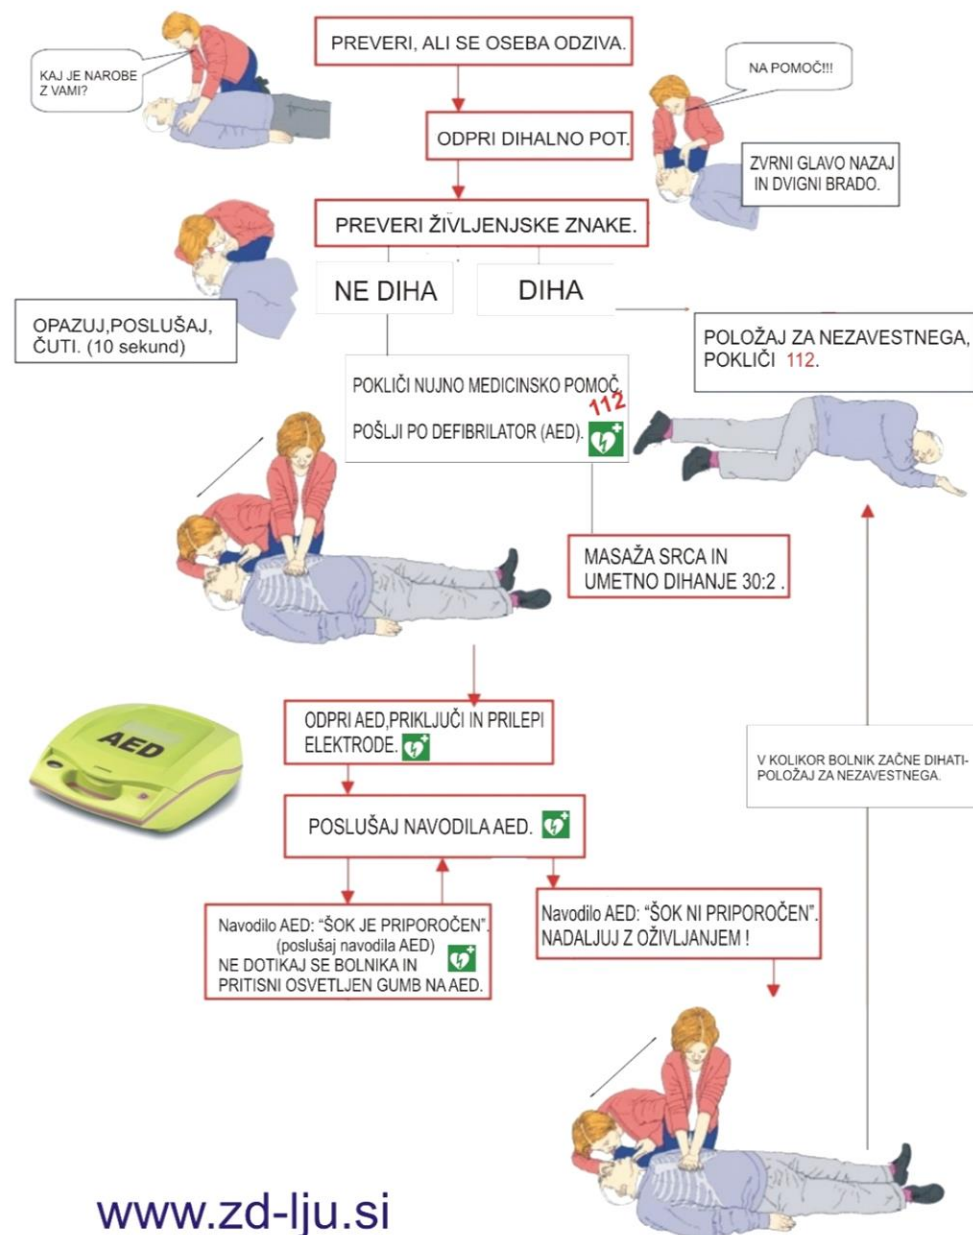 KAJ JE NAROBE
Z VAMI?
PREVERI, ALI SE OSEBA ODZIVA.
NA POMOČ!!!
ODPRI DIHALNO POT.
ZVRNI GLAVO NAZAJ
IN DVIGNI BRADO.
PREVERI ŽIVLJENJSKE ZNAKE.
NE DIHA
DIHA
OPAZUJ,POSLUŠAJ,
ČUTI. (10 sekund)
POLOŽAJ ZA NEZAVESTNEGA,
POKLIČI 112.
POKLIČI NUJNO MEDICINSKO POMOČ
112
POŠLJI PO DEFIBRILATOR (AED).
MASAŽA SRCA IN
UMETNO DIHANJE 30:2 .
ODPRI AED,PRIKLJUČI IN PRILEPI
ELEKTRODE.
AED
V KOLIKOR BOLNIK ZAČNE DIHATI-
POLOŽAJ ZA NEZAVESTNEGA.
POSLUŠAJ NAVODILA AED.
Navodilo AED: “ŠOK JE PRIPOROČEN”.
(poslušaj navodila AED)
NE DOTIKAJ SE BOLNIKA IN
PRITISNI OSVETLJEN GUMB NA AED.
Navodilo AED: “ŠOK NI PRIPOROČEN”.
NADALJUJ Z OŽIVLJANJEM !
www.zd-lju.si